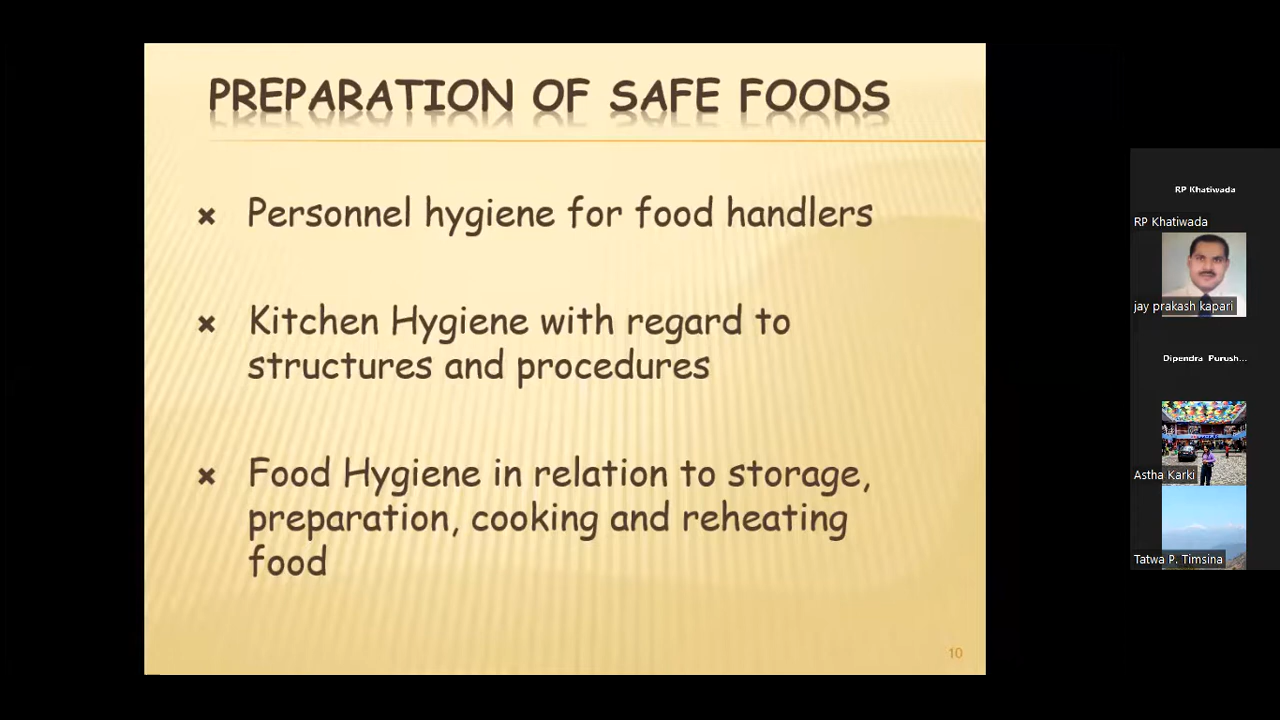 PREPARATION OF SAFE FOODS
Personnel hygiene for food handlers
Kitchen Hygiene with regard to
structures and procedures
Food Hygiene in relation to storage,
preparation, cooking and reheating
food
10
RP Khatiwada
RP Khatiwada
jay prakash kapari
Dipendra Purush...
Astha Karki
Tatwa P. Timsina